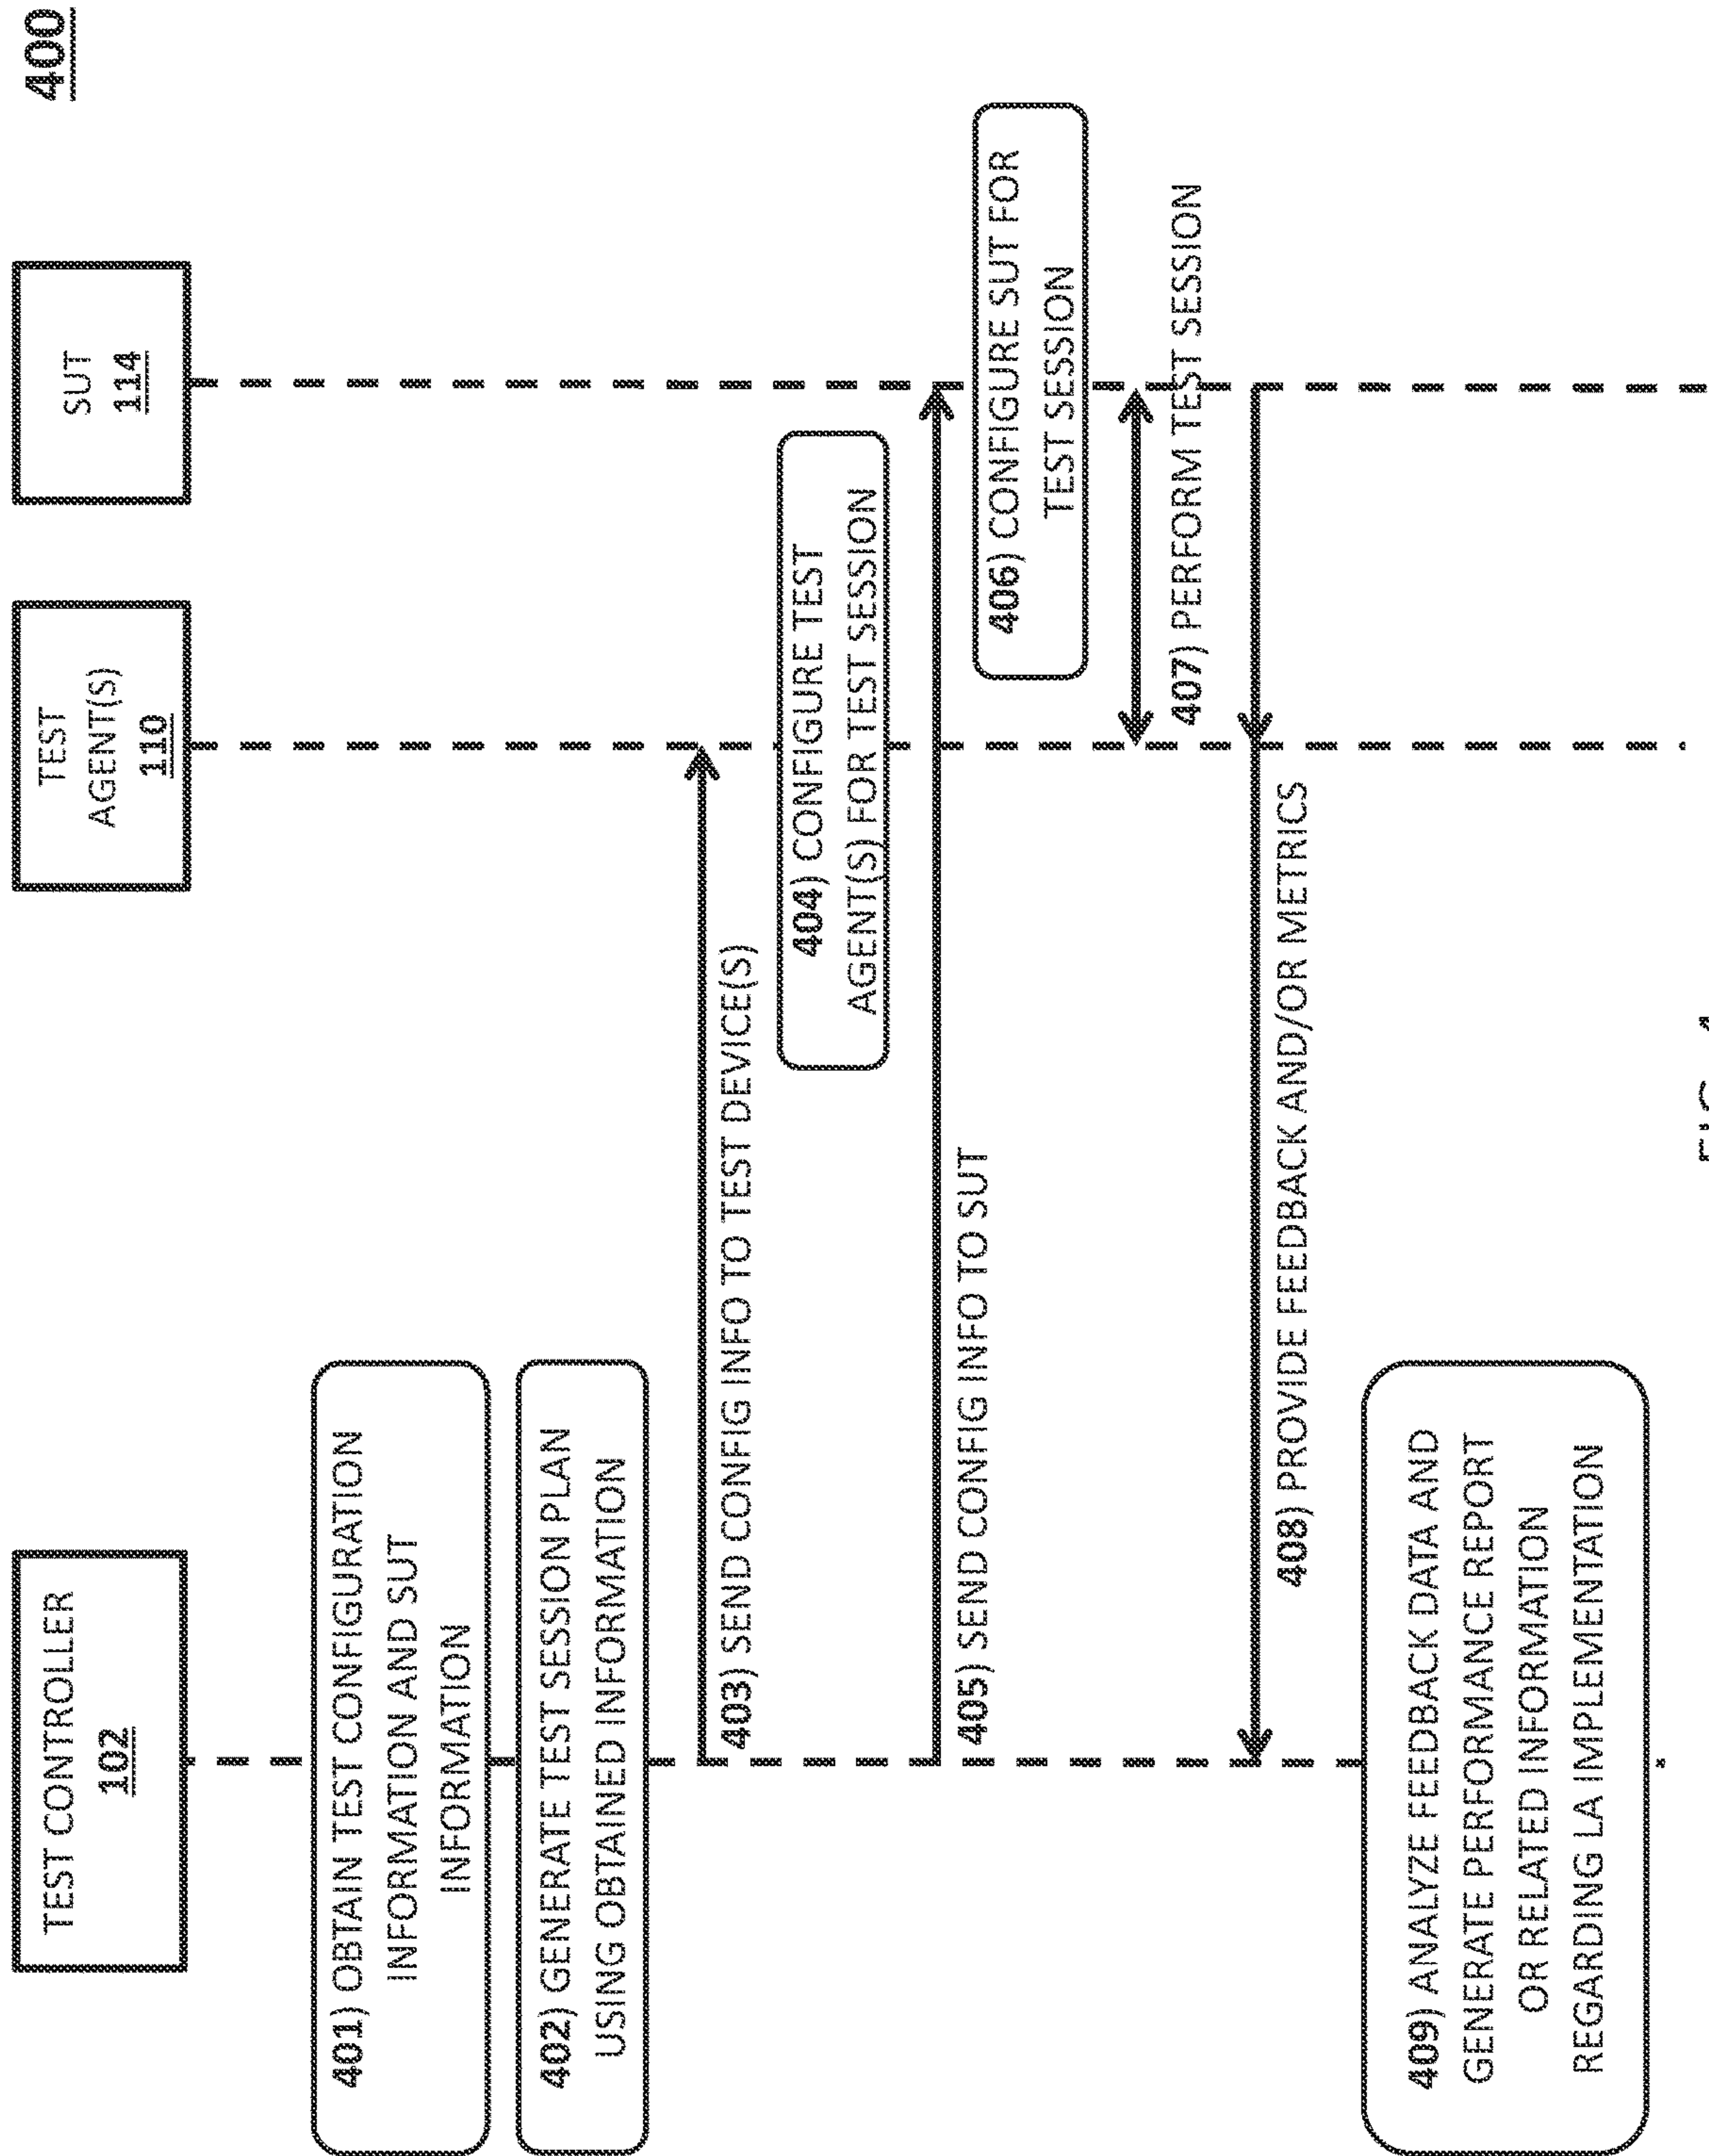 400
TEST CONTROLLER
102
TEST
AGENT(S)
110
SUT
114
401) OBTAIN TEST CONFIGURATION
INFORMATION AND SUT
INFORMATION
402) GENERATE TEST SESSION PLAN
USING OBTAINED INFORMATION
403) SEND CONFIG INFO TO TEST DEVICE(S)
404) CONFIGURE TEST
AGENT(S) FOR TEST SESSION
405) SEND CONFIG INFO TO SUT
406) CONFIGURE SUT FOR
TEST SESSION
407) PERFORM TEST SESSION
408) PROVIDE FEEDBACK AND/OR METRICS
409) ANALYZE FEEDBACK DATA AND
GENERATE PERFORMANCE REPORT
OR RELATED INFORMATION
REGARDING LA IMPLEMENTATION